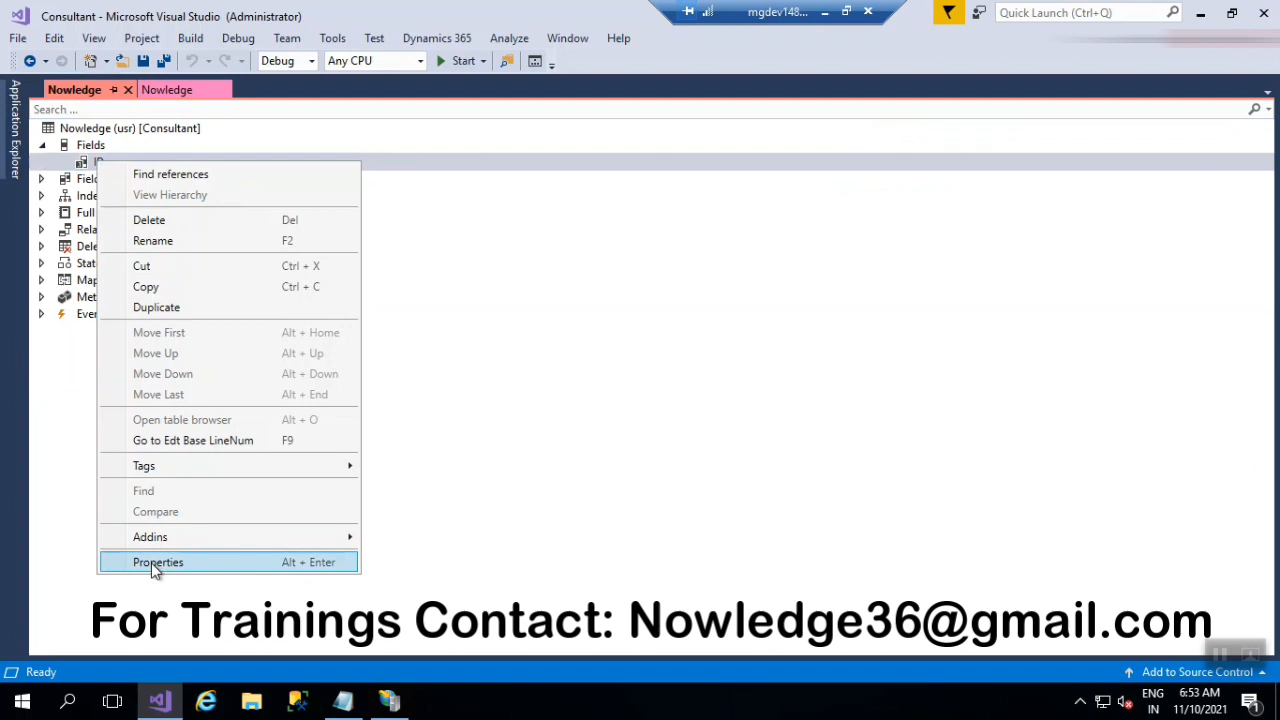 Consultant - Microsoft Visual Studio (Administrator)
mgdev148...
Quick Launch (Ctrl+Q)
File Edit View Project Build Debug Team Tools Test Dynamics 365 Analyze Window Help
Debug Any CPU Start
Application Explorer
Nowledge Nowledge
Search ...
Nowledge (usr) [Consultant]
Fields
Find references
View Hierarchy
Delete Del
Rename F2
Cut Ctrl + X
Copy Ctrl + C
Duplicate
Move First Alt + Home
Move Up Alt + Up
Move Down Alt + Down
Move Last Alt + End
Open table browser Alt + O
Go to Edt Base LineNum F9
Tags
Find
Compare
Addins
Properties Alt + Enter
For Trainings Contact: Nowledge36@gmail.com
Ready
Add to Source Control
ENG
IN
6:53 AM
11/10/2021
1